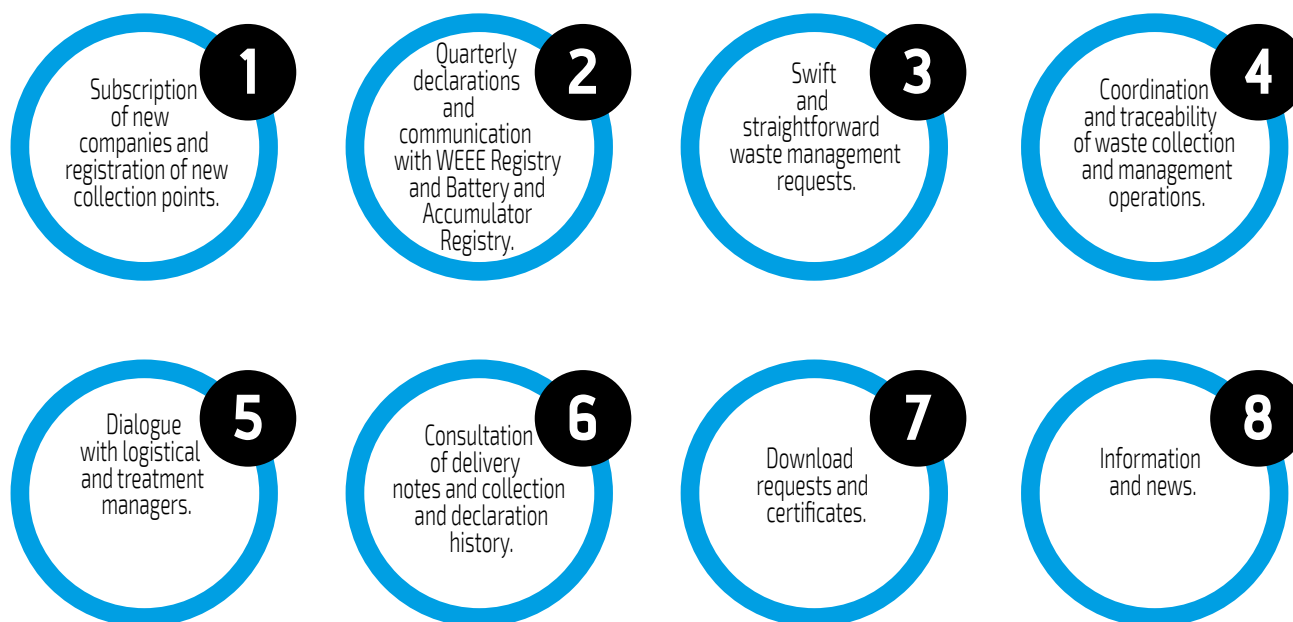 1
Subscription
of new
companies and
registration of new
collection points.
2
Quarterly
declarations
and
communication
with WEEE Registry
and Battery and
Accumulator
Registry.
3
Swift
and
straightforward
waste management
requests.
4
Coordination
and traceability
of waste collection
and management
operations.
5
Dialogue
with logistical
and treatment
managers.
6
Consultation
of delivery
notes and collection
and declaration
history.
7
Download
requests and
certificates.
8
Information
and news.